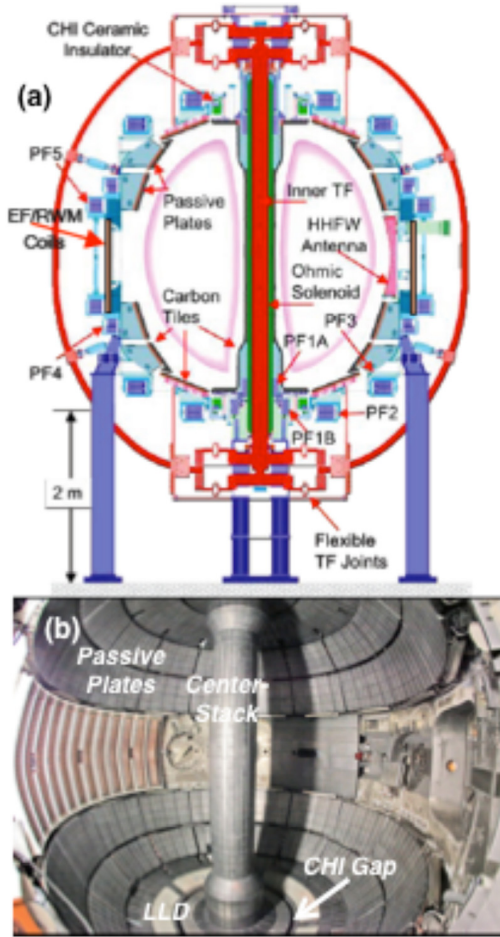 CHI Ceramic
Insulator
(a)
PF5
Passive
Plates
Inner TF
EF/RWM
Coils
HHFW
Antenna
Ohmic
Solenoid
Carbon
Tiles
PF3
PF1A
PF4
PF2
PF1B
2 m
Flexible
TF Joints
(b)
Passive
Plates
Center-
Stack
CHI Gap
LLD